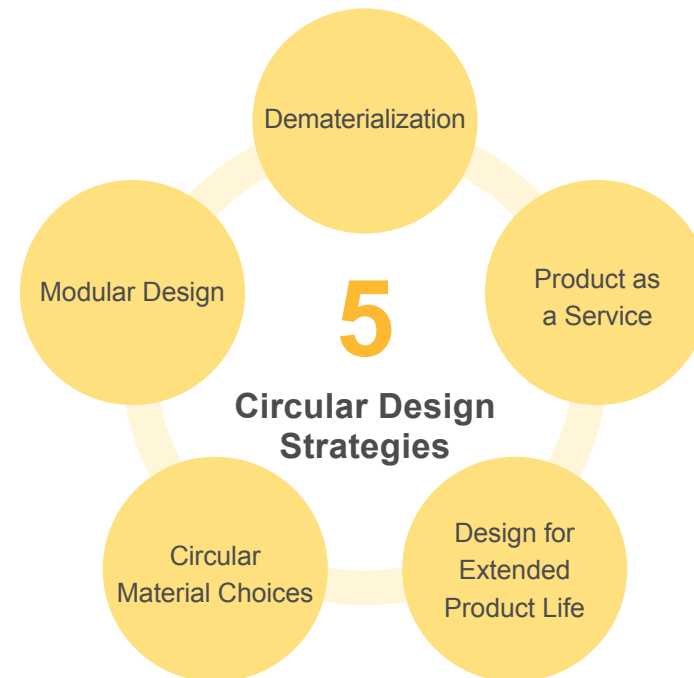 Dematerialization
Modular Design
Product as
a Service
5
Circular Design
Strategies
Circular
Material Choices
Design for
Extended
Product Life